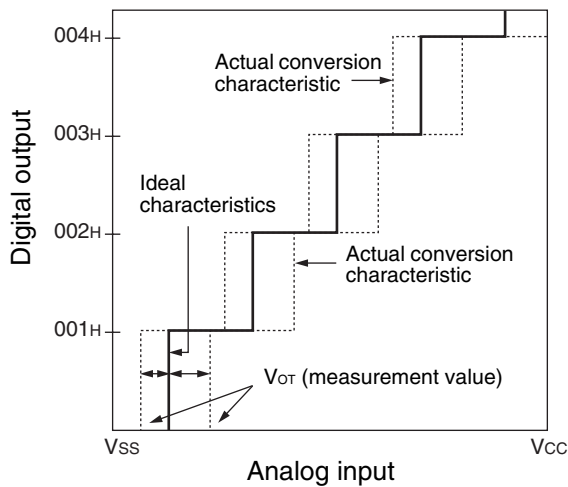 004H
Actual conversion
characteristic
003H
Ideal
characteristics
002H
Actual conversion
characteristic
001H
VOT (measurement value)
VSS
VCC
Analog input
Digital output